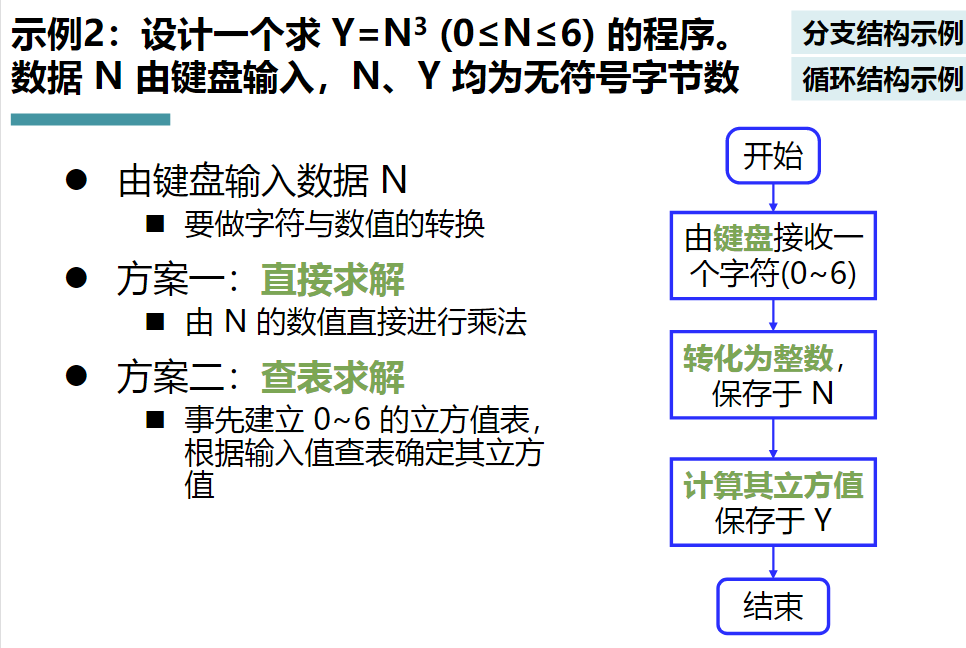 示例2：设计一个求 Y=N³ (0≤N≤6) 的程序。
数据 N 由键盘输入，N、Y 均为无符号字节数
分支结构示例
循环结构示例
● 由键盘输入数据 N
■ 要做字符与数值的转换
● 方案一：直接求解
■ 由 N 的数值直接进行乘法
● 方案二：查表求解
■ 事先建立 0~6 的立方值表，
根据输入值查表确定其立方
值
开始
由键盘接收一
个字符(0~6)
转化为整数，
保存于 N
计算其立方值
保存于 Y
结束